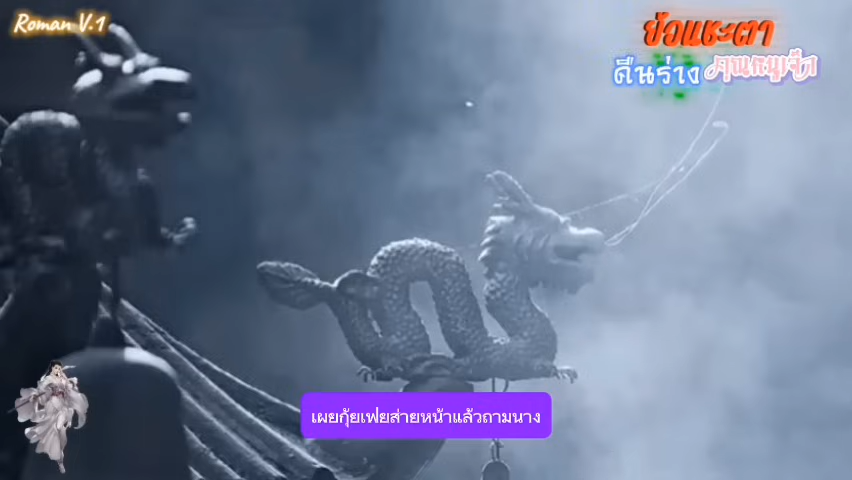 Roman V.1
ย้อนชะตา
คืนร่าง คุณหนูเจ้า
เผยกุ้ยเฟยส่ายหน้าแล้วถามนาง